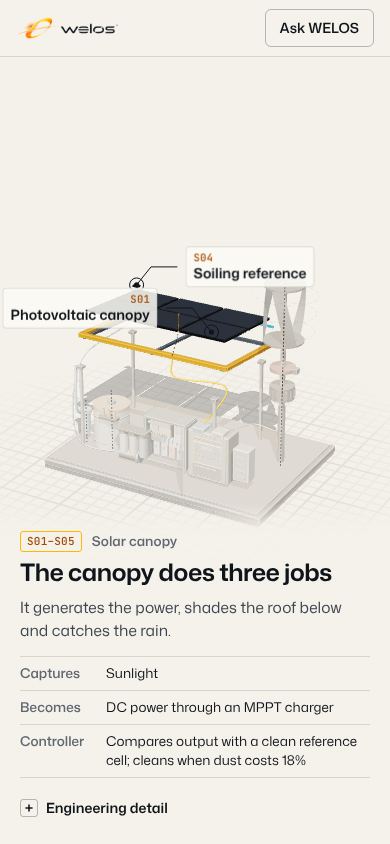 welos
Ask WELOS
S04
Soiling reference
S01
Photovoltaic canopy
S01–S05
Solar canopy
The canopy does three jobs
It generates the power, shades the roof below
and catches the rain.
Captures
Sunlight
Becomes
DC power through an MPPT charger
Controller
Compares output with a clean reference
cell; cleans when dust costs 18%
+ Engineering detail